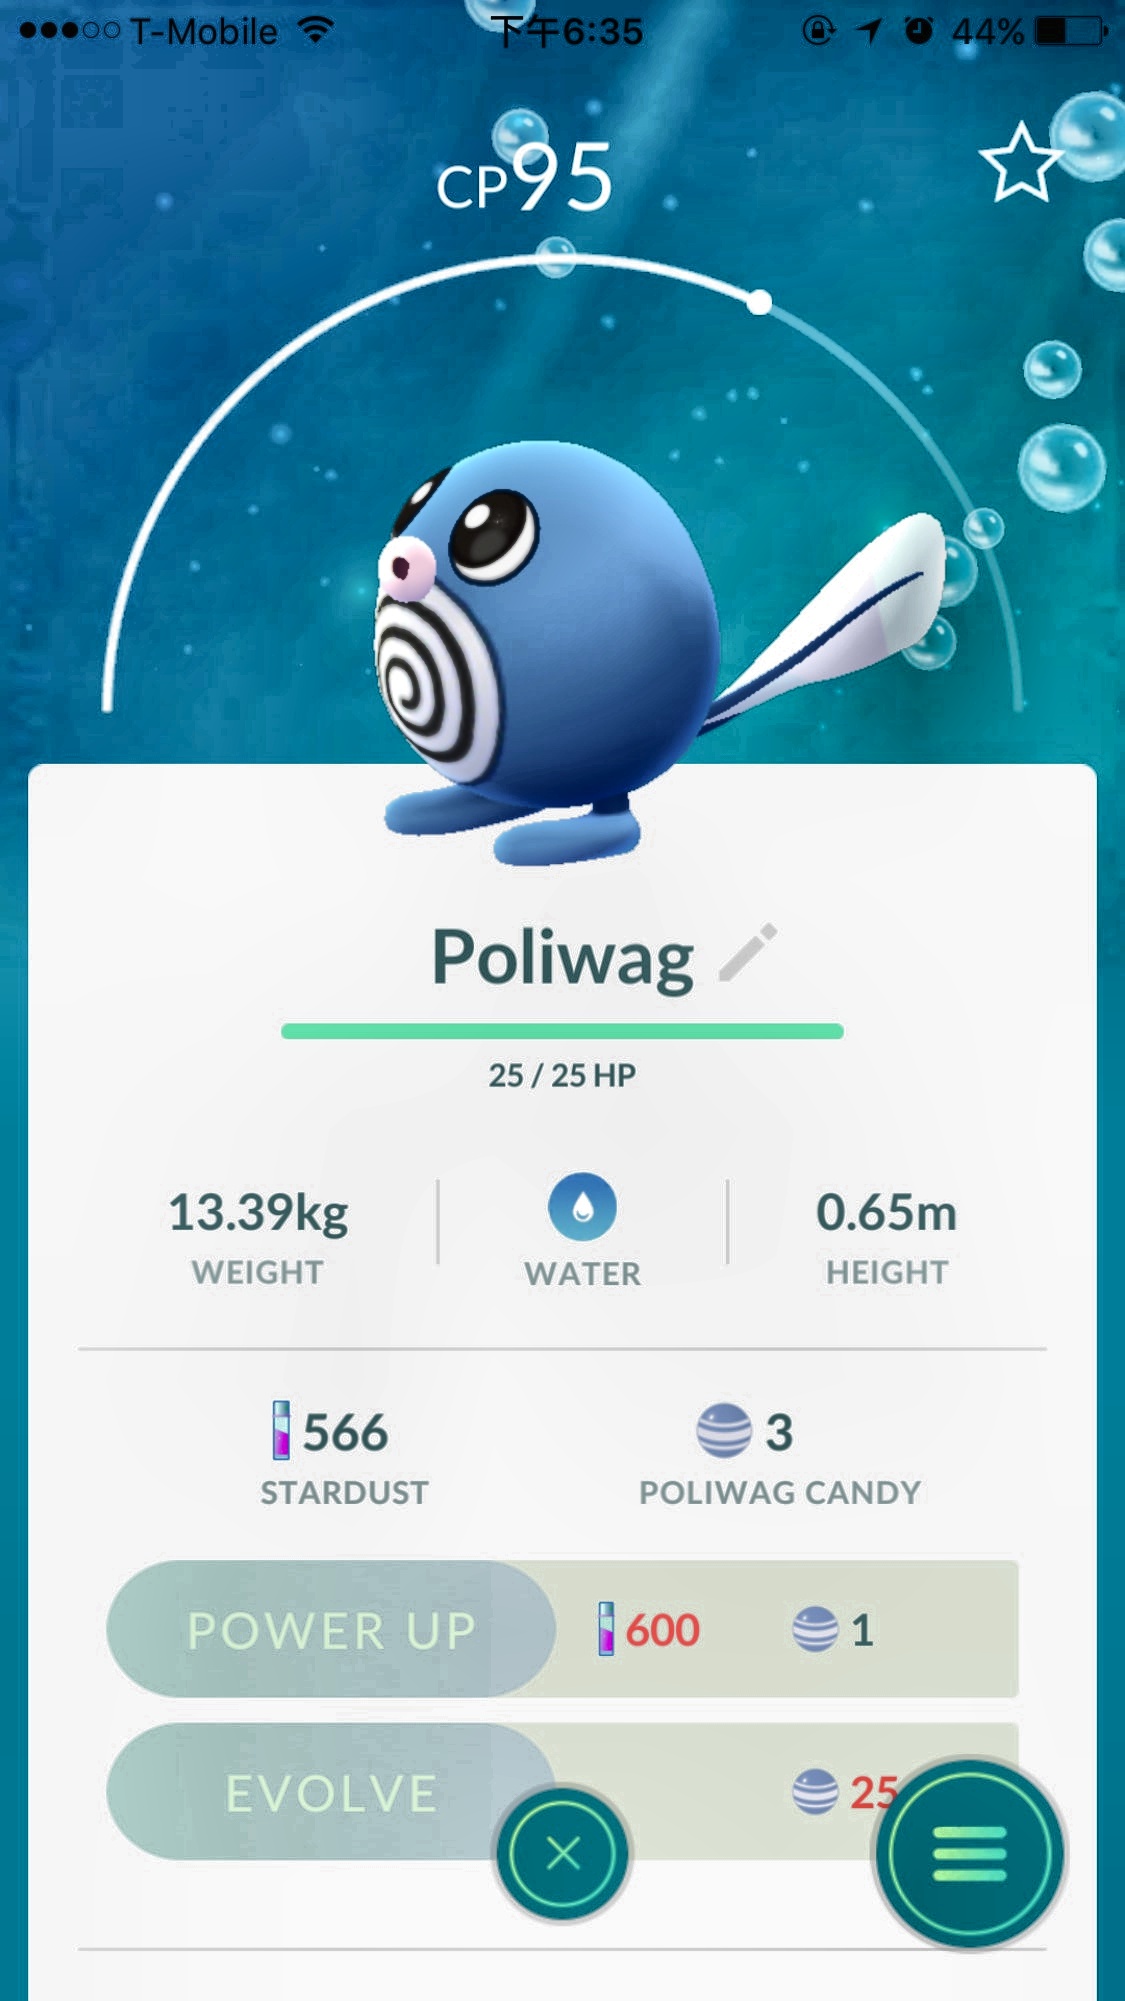 T-Mobile 下午6:35 44%
CP95
Poliwag
25 / 25 HP
13.39kg WATER 0.65m
WEIGHT HEIGHT
566 3
STARDUST POLIWAG CANDY
POWER UP 600 1
EVOLVE 25